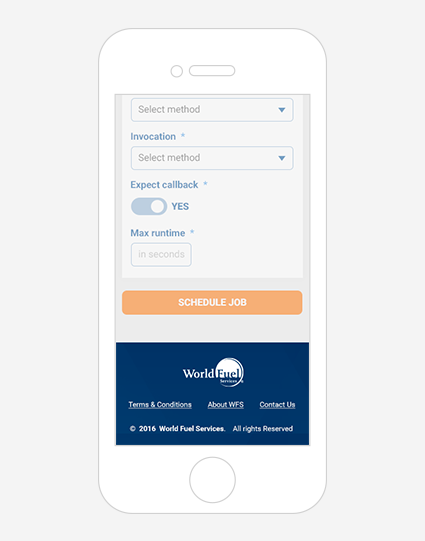 Select method
Invocation *
Select method
Expect callback *
YES
Max runtime *
in seconds
SCHEDULE JOB
World Fuel
Services
Terms & Conditions About WFS Contact Us
© 2016 World Fuel Services. All rights Reserved